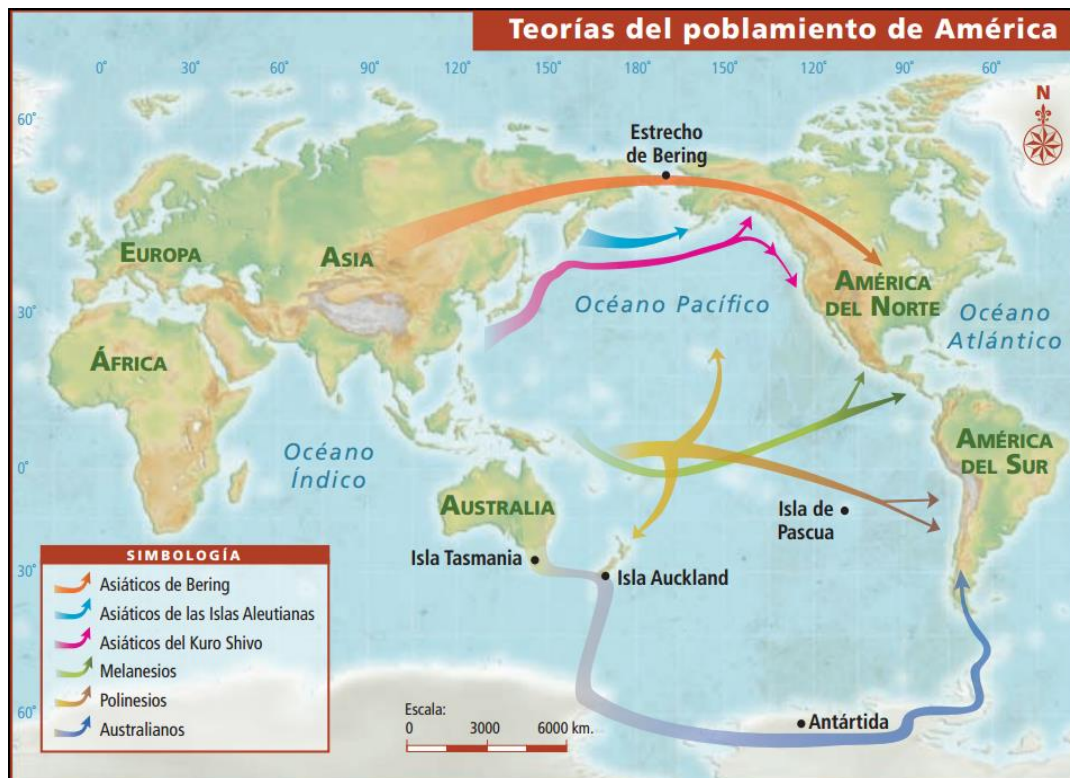 Teorías del poblamiento de América
0° 30° 60° 90° 120° 150° 180° 150° 120° 90° 60°
N
60°
Estrecho
de Bering
EUROPA
ASIA
AMÉRICA
DEL NORTE
30°
Océano Pacífico
Océano
Atlántico
ÁFRICA
Océano
Índico
0°
AMÉRICA
DEL SUR
AUSTRALIA
Isla de
Pascua
Isla Tasmania
Isla Auckland
30°
SIMBOLOGÍA
Asiáticos de Bering
Asiáticos de las Islas Aleutianas
Asiáticos del Kuro Shivo
Melanesios
Polinesios
Australianos
60°
Escala:
0 3000 6000 km.
Antártida